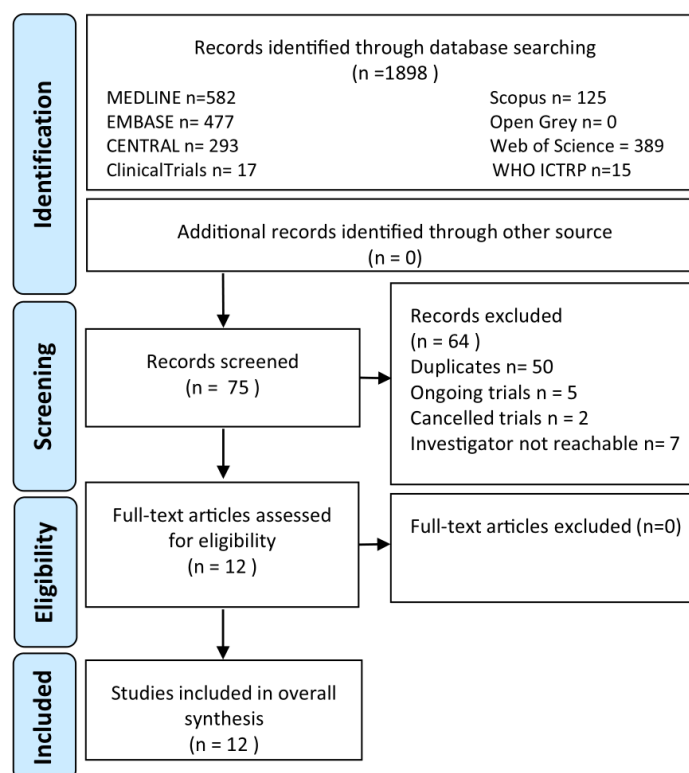 Identification
Records identified through database searching
(n =1898 )
MEDLINE n=582
EMBASE n= 477
CENTRAL n= 293
ClinicalTrials n= 17
Scopus n= 125
Open Grey n= 0
Web of Science = 389
WHO ICTRP n=15
Additional records identified through other source
(n = 0)
Screening
Records screened
(n = 75 )
Records excluded
(n = 64 )
Duplicates n= 50
Ongoing trials n = 5
Cancelled trials n = 2
Investigator not reachable n= 7
Eligibility
Full-text articles assessed
for eligibility
(n = 12 )
Full-text articles excluded (n=0)
Included
Studies included in overall
synthesis
(n = 12 )